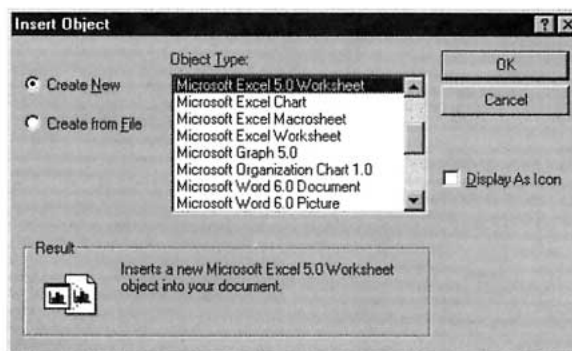 Insert Object
Object Type:
Create New
Create from File
Microsoft Excel 5.0 Worksheet
Microsoft Excel Chart
Microsoft Excel Macrosheet
Microsoft Excel Worksheet
Microsoft Graph 5.0
Microsoft Organization Chart 1.0
Microsoft Word 6.0 Document
Microsoft Word 6.0 Picture
OK
Cancel
Display As Icon
Result
Inserts a new Microsoft Excel 5.0 Worksheet
object into your document.